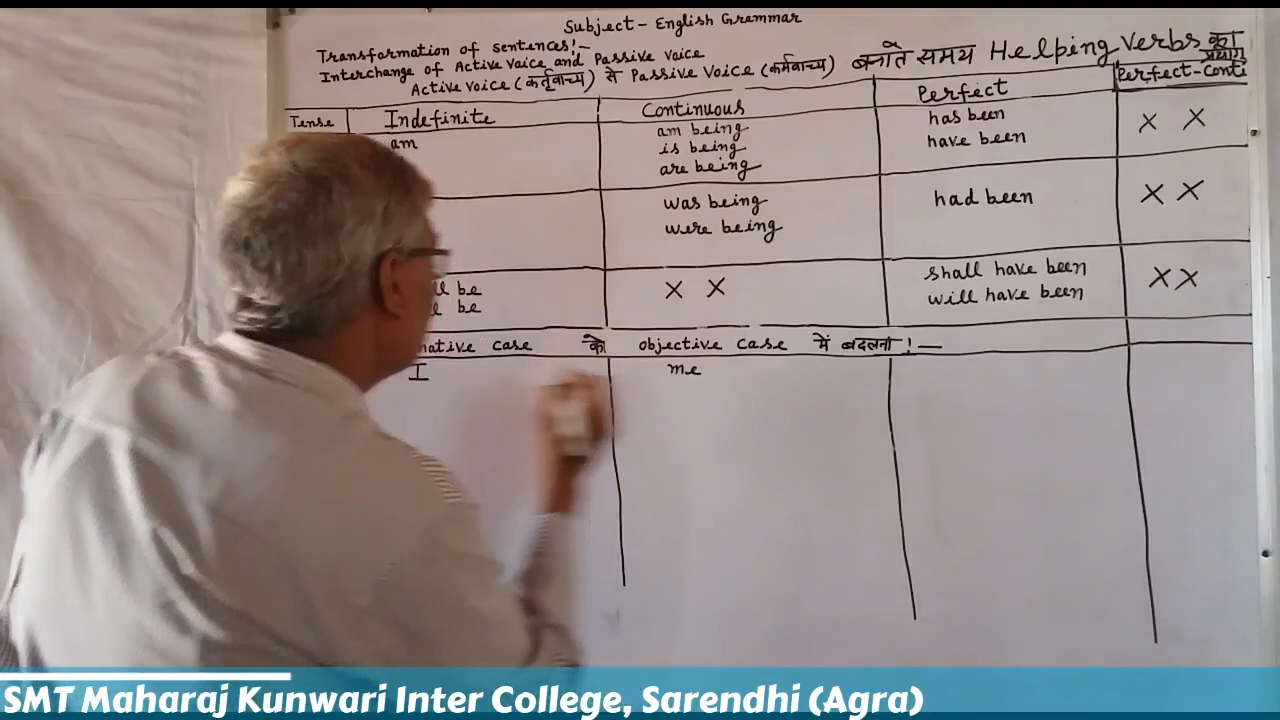 Subject - English Grammar
Transformation of sentences:-
Interchange of Active Voice and Passive Voice
Active Voice (कर्तृवाच्य) से Passive Voice (कर्मवाच्य) बनाते समय Helping Verbs का प्रयोग
Tense Indefinite Continuous Perfect Perfect-Conti
am am being has been X X
is being have been
are being
was being had been X X
were being
be X X shall have been X X
be will have been
case को objective case में बदलना :-
I me
SMT Maharaj Kunwari Inter College, Sarendhi (Agra)